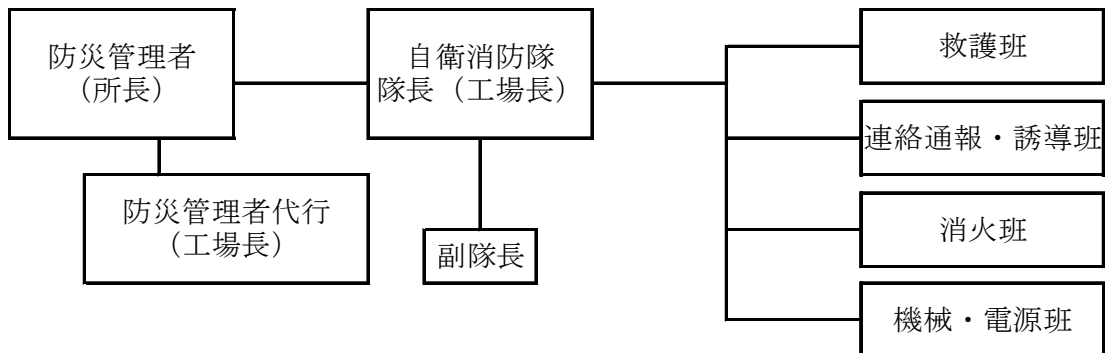 防災管理者
(所長)
自衛消防隊
隊長(工場長)
防災管理者代行
(工場長)
副隊長
救護班
連絡通報・誘導班
消火班
機械・電源班